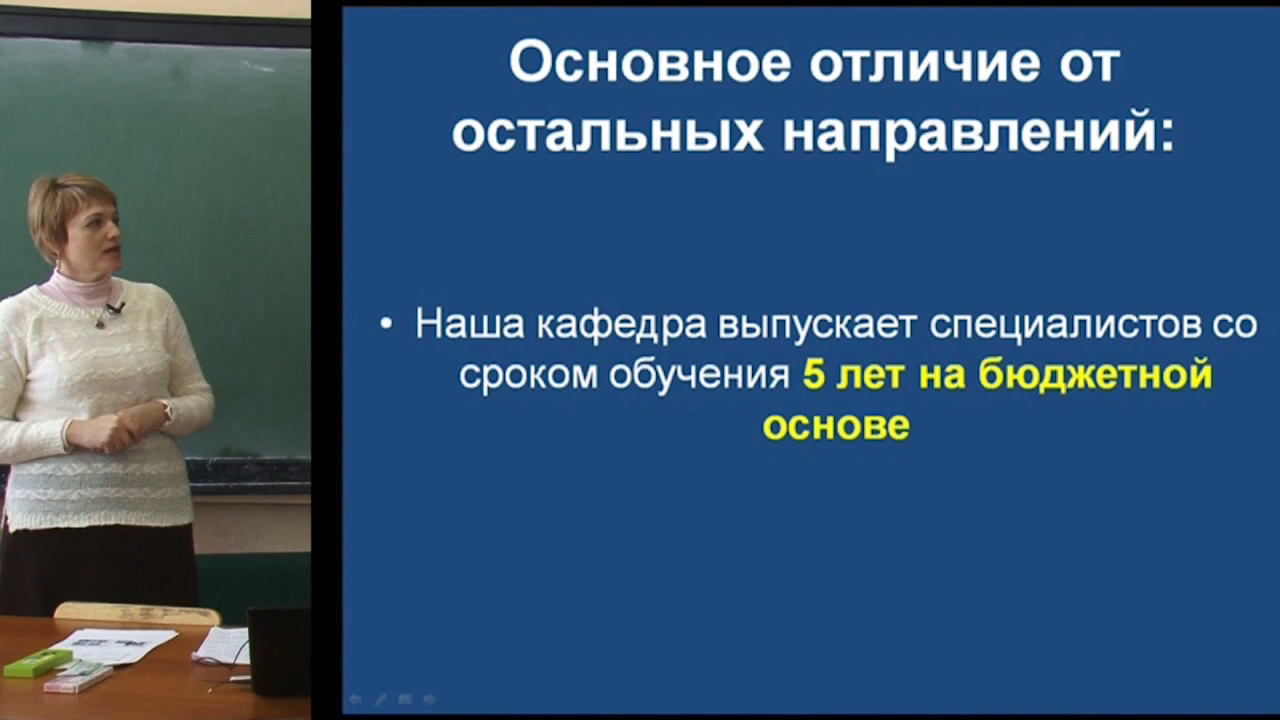 Основное отличие от
остальных направлений:
• Наша кафедра выпускает специалистов со
сроком обучения 5 лет на бюджетной
основе